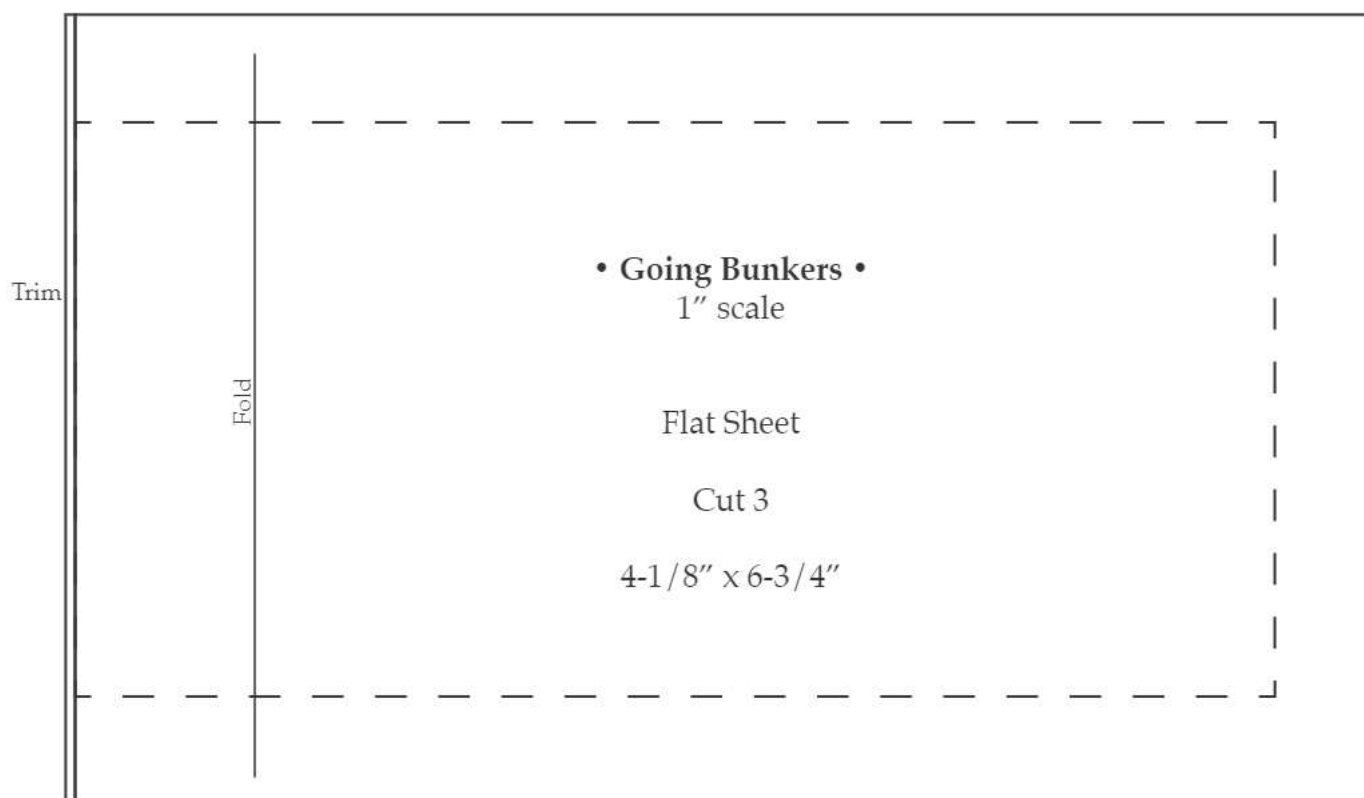 • Going Bunkers •
1″ scale
Trim
Fold
Flat Sheet
Cut 3
4-1/8″ x 6-3/4″